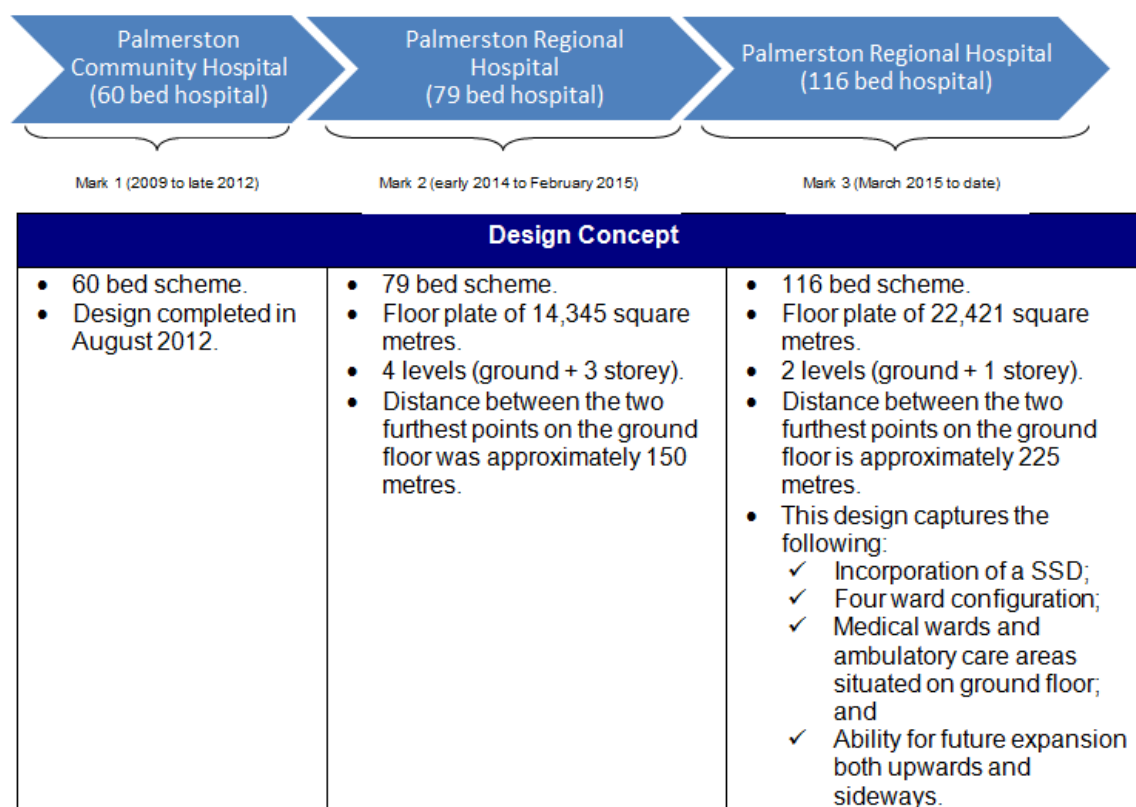 Palmerston
Community Hospital
(60 bed hospital)
Palmerston Regional
Hospital
(79 bed hospital)
Palmerston Regional Hospital
(116 bed hospital)
Mark 1 (2009 to late 2012)
Mark 2 (early 2014 to February 2015)
Mark 3 (March 2015 to date)
Design Concept
• 60 bed scheme.
• Design completed in
August 2012.
• 79 bed scheme.
• Floor plate of 14,345 square
metres.
• 4 levels (ground + 3 storey).
• Distance between the two
furthest points on the ground
floor was approximately 150
metres.
• 116 bed scheme.
• Floor plate of 22,421 square
metres.
• 2 levels (ground + 1 storey).
• Distance between the two
furthest points on the ground
floor is approximately 225
metres.
• This design captures the
following:
✓ Incorporation of a SSD;
✓ Four ward configuration;
✓ Medical wards and
ambulatory care areas
situated on ground floor;
and
✓ Ability for future expansion
both upwards and
sideways.